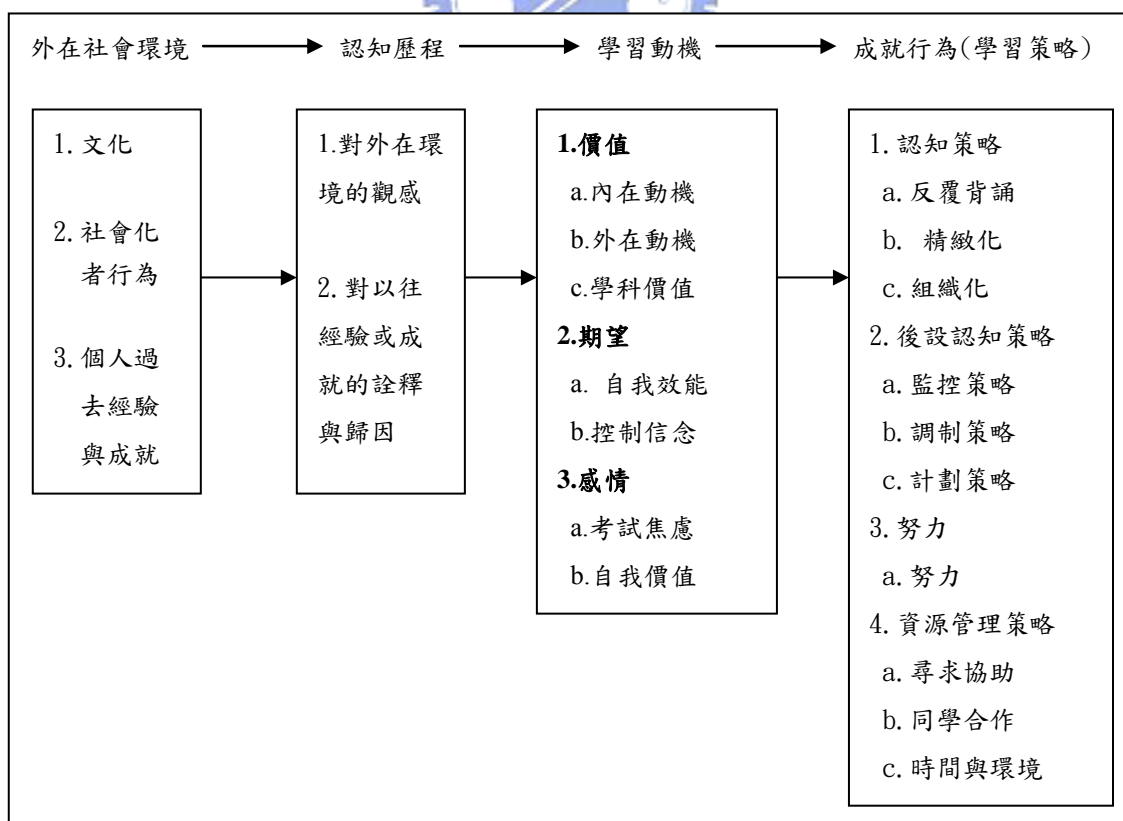 外在社會環境 認知歷程 學習動機 成就行為(學習策略)
1. 文化
2. 社會化
者行為
3. 個人過
去經驗
與成就
1.對外在環
境的觀感
2. 對以往
經驗或成
就的詮釋
與歸因
1.價值
a.內在動機
b.外在動機
c.學科價值
2.期望
a. 自我效能
b.控制信念
3.感情
a.考試焦慮
b.自我價值
1. 認知策略
a. 反覆背誦
b. 精緻化
c. 組織化
2. 後設認知策略
a. 監控策略
b. 調制策略
c. 計劃策略
3. 努力
a. 努力
4. 資源管理策略
a. 尋求協助
b. 同學合作
c. 時間與環境